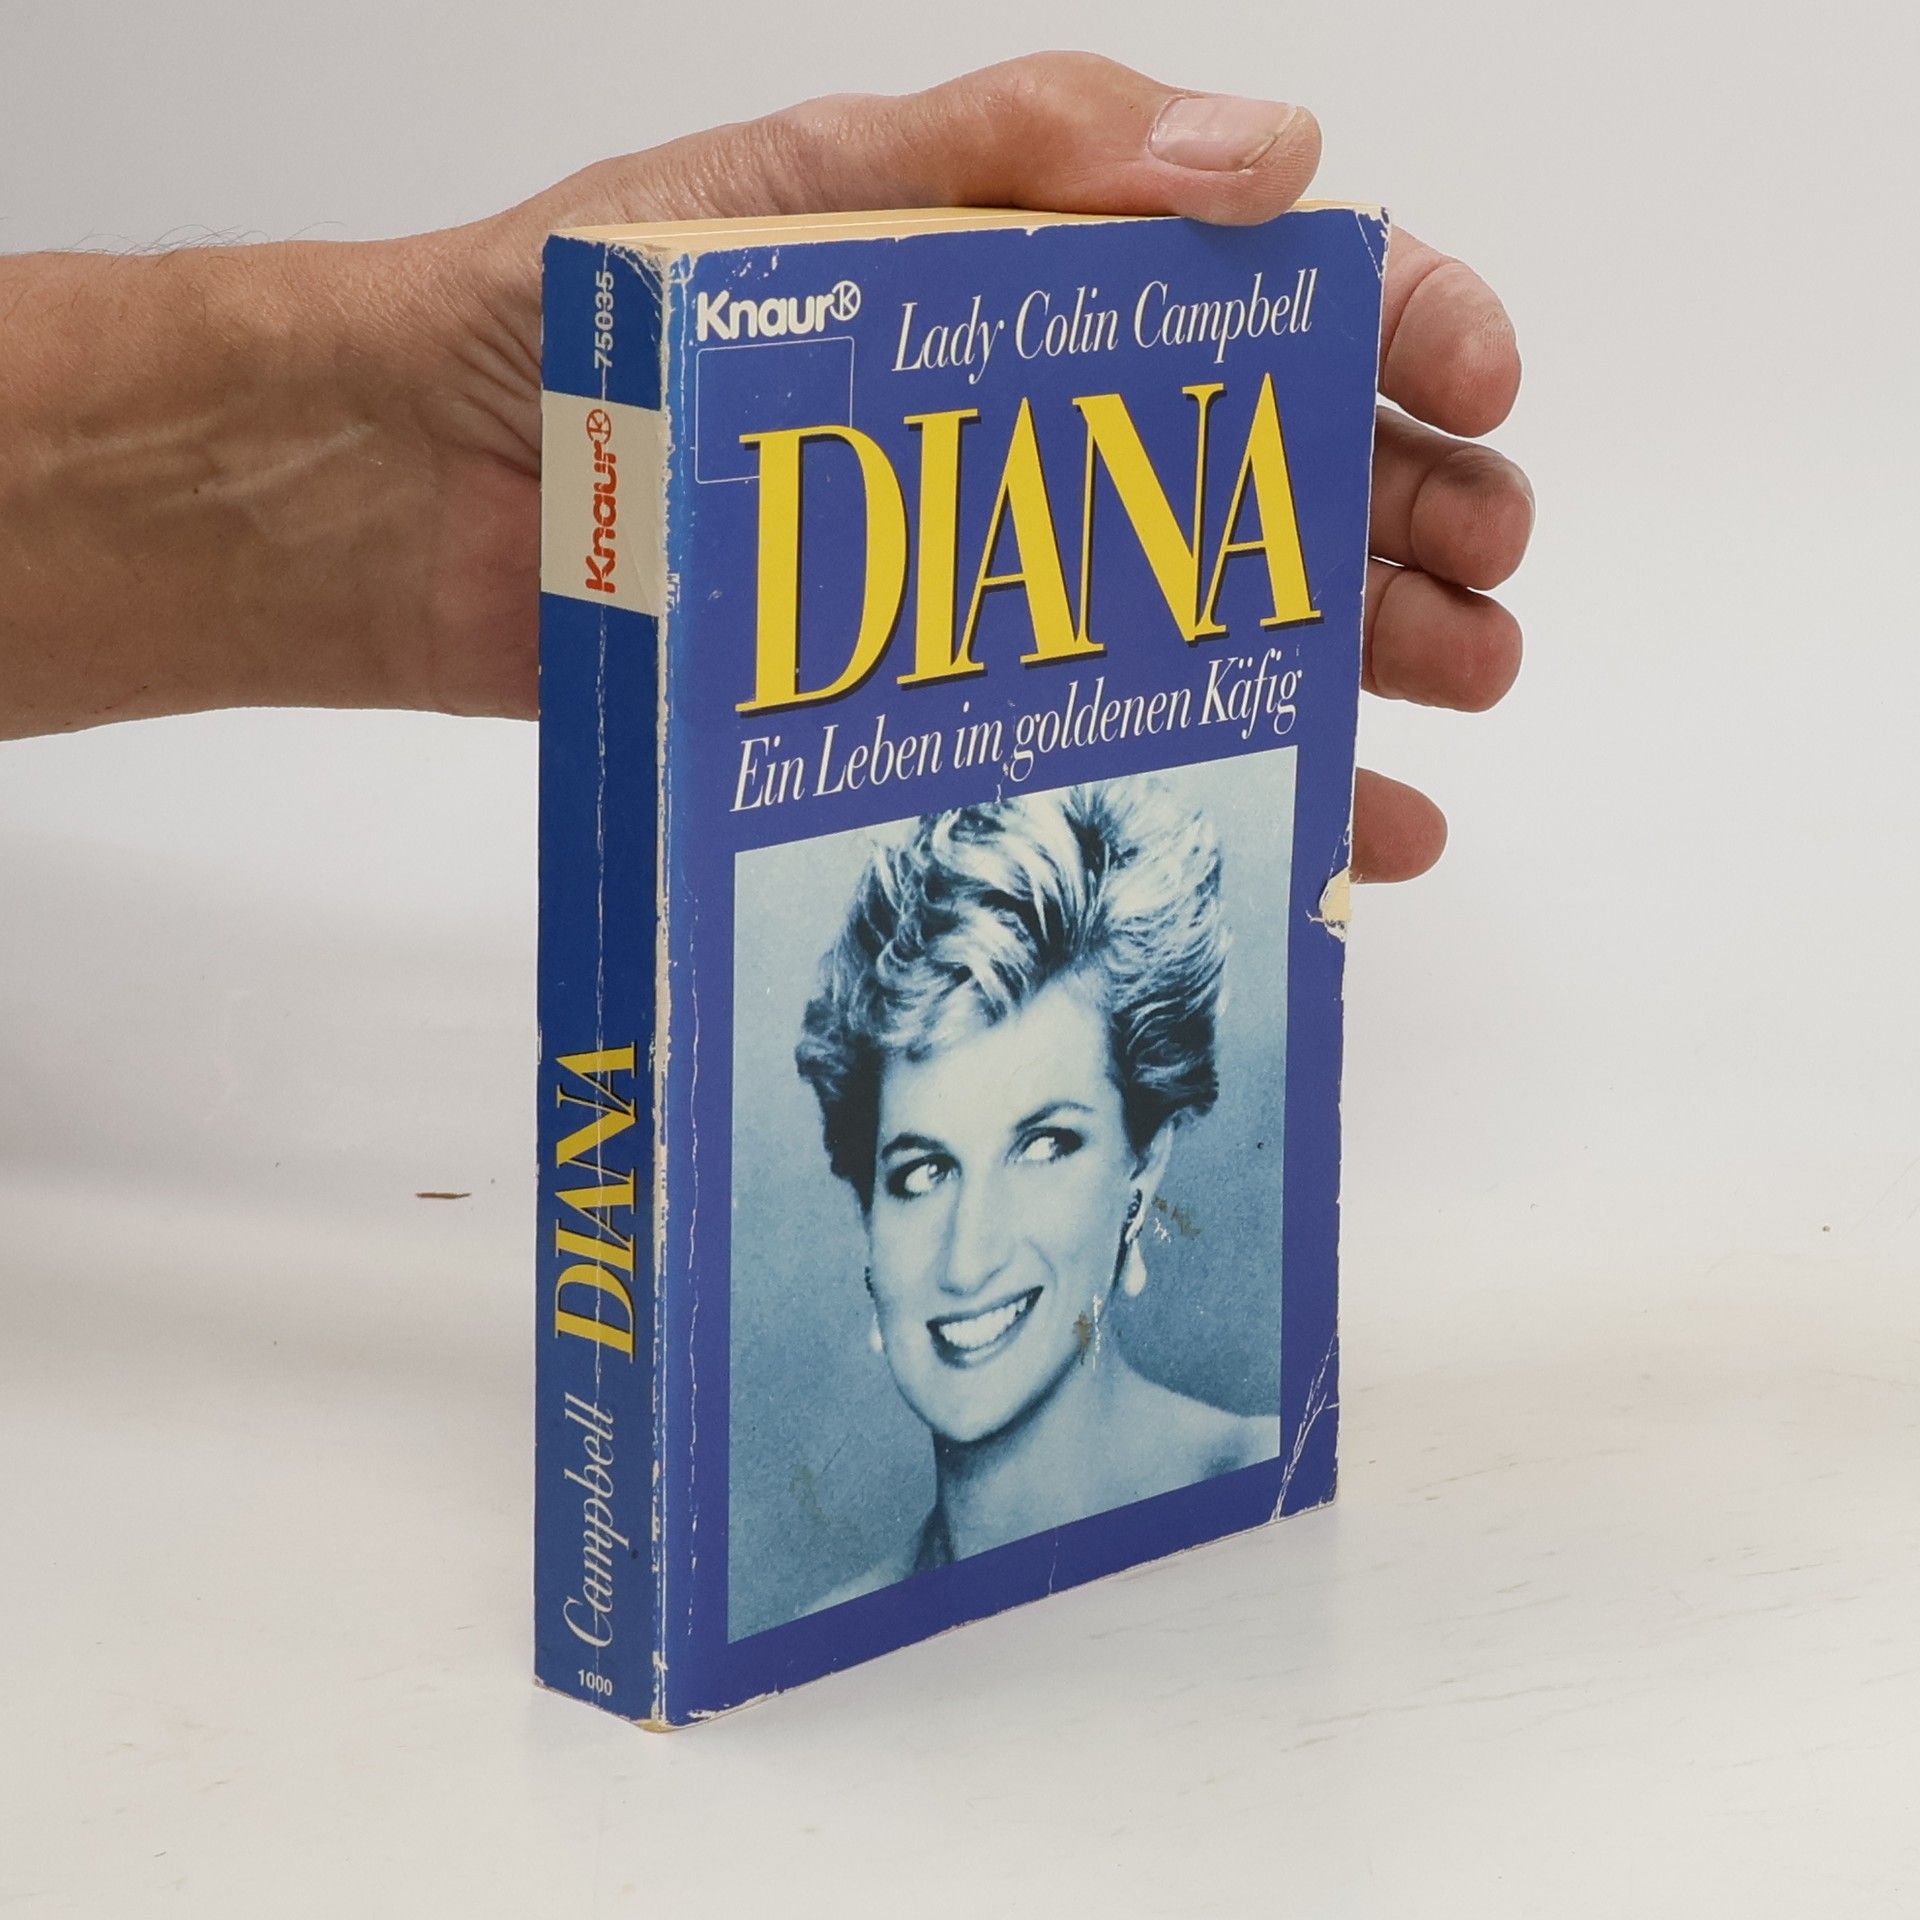 Knaur
Lady Colin Campbell
DIANA
Ein Leben im goldenen Käfig
75035
Knaur
DIANA
Campbell
1000